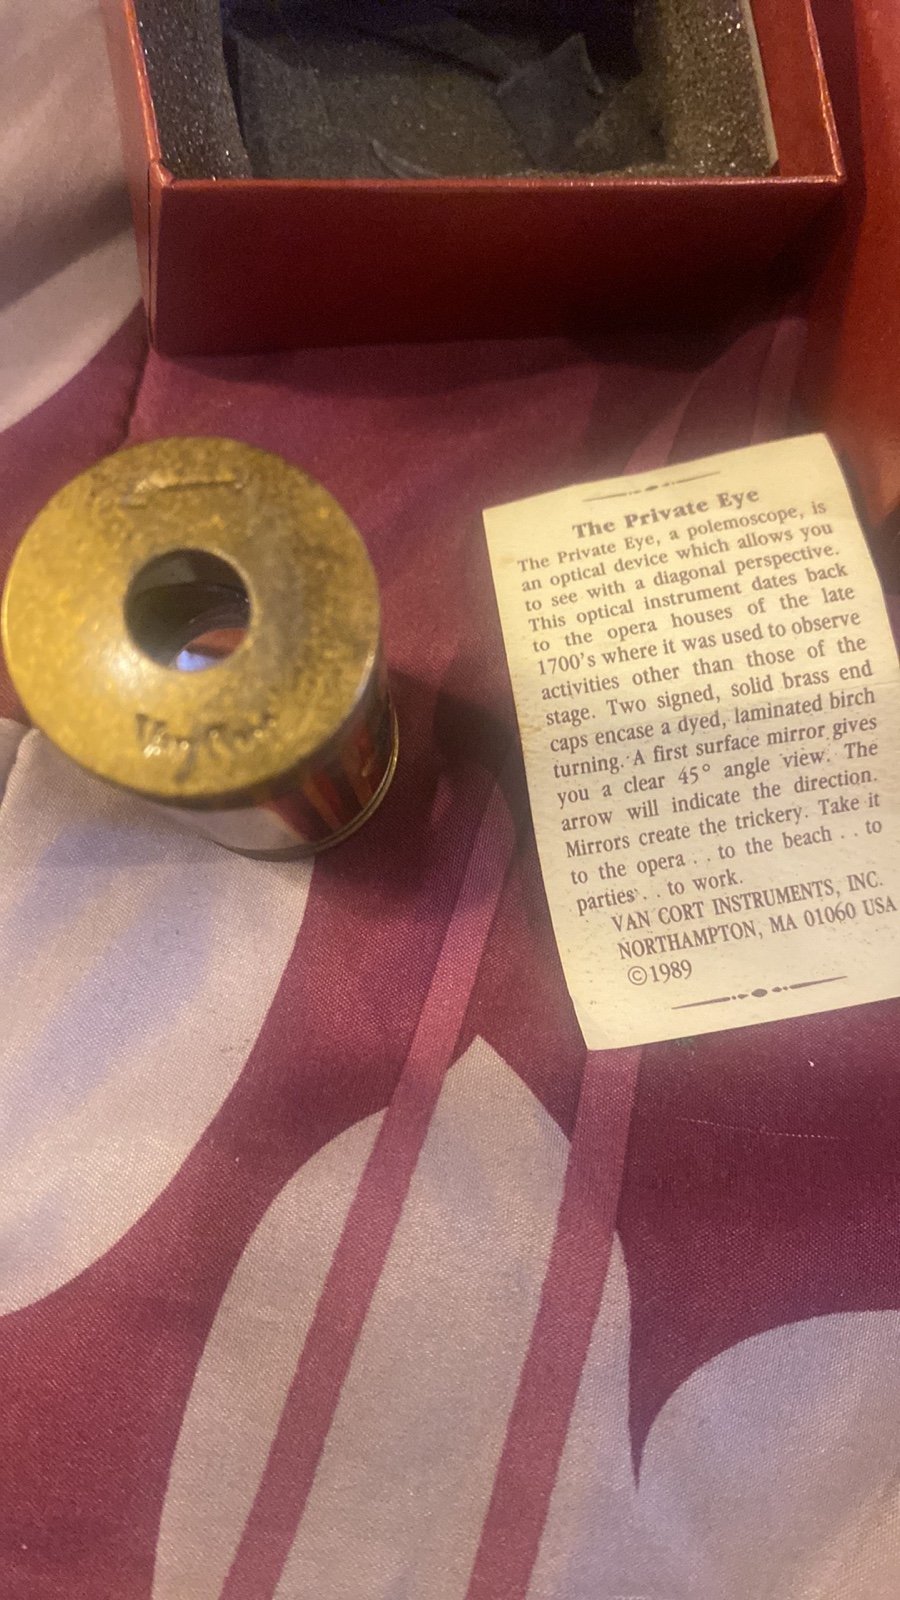 The Private Eye
The Private Eye, a polemoscope, is
an optical device which allows you
to see with a diagonal perspective.
This optical instrument dates back
to the opera houses of the late
1700's where it was used to observe
activities other than those of the
stage. Two signed, solid brass end
caps encase a dyed, laminated birch
turning. A first surface mirror gives
you a clear 45° angle view. The
arrow will indicate the direction.
Mirrors create the trickery. Take it
to the opera . . to the beach . . to
parties . . to work.
VAN CORT INSTRUMENTS, INC.
NORTHAMPTON, MA 01060 USA
©1989